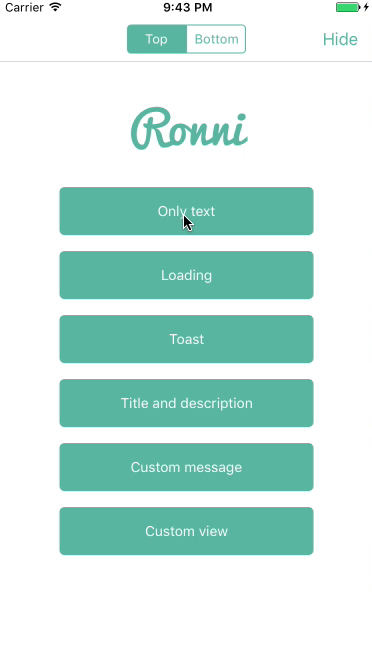 Carrier 9:43 PM
Top Bottom Hide
Ronni
Only text
Loading
Toast
Title and description
Custom message
Custom view